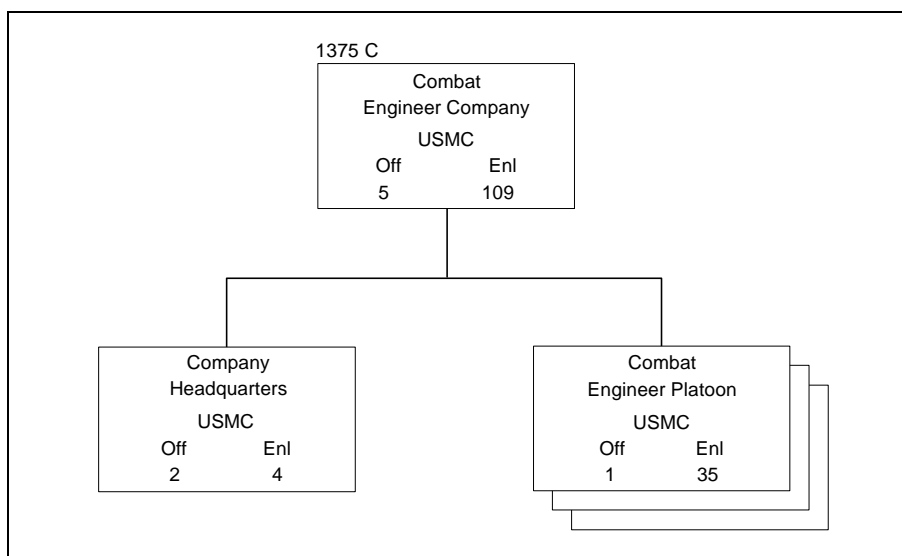 1375 C
Combat
Engineer Company
USMC
Off Enl
5 109
Company
Headquarters
USMC
Off Enl
2 4
Combat
Engineer Platoon
USMC
Off Enl
1 35